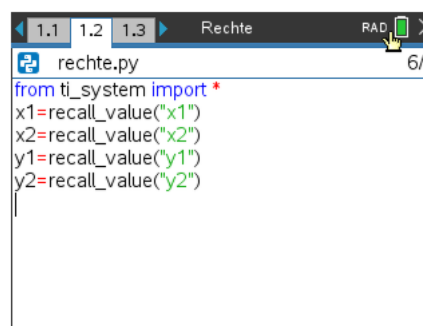 1.1 1.2 1.3 Rechte RAD
rechte.py 6/
from ti_system import *
x1=recall_value("x1")
x2=recall_value("x2")
y1=recall_value("y1")
y2=recall_value("y2")